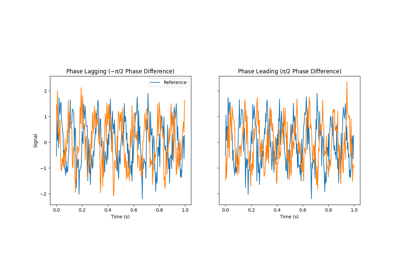 Phase Lagging (−π/2 Phase Difference)
Phase Leading (π/2 Phase Difference)
Reference
Signal
2
1
0
−1
−2
0.0 0.2 0.4 0.6 0.8 1.0
0.0 0.2 0.4 0.6 0.8 1.0
Time (s)
Time (s)